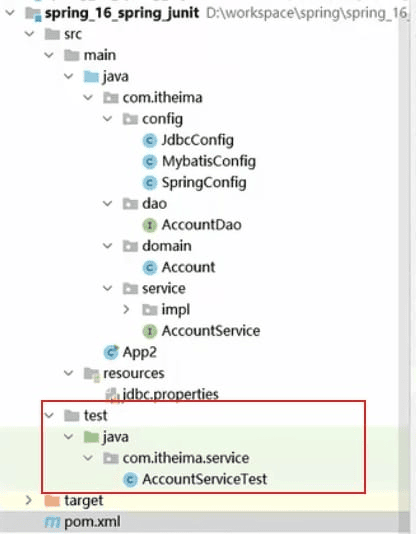 spring_16_spring_junit D:\workspace\spring\spring_16_
src
main
java
com.itheima
config
JdbcConfig
MybatisConfig
SpringConfig
dao
AccountDao
domain
Account
service
impl
AccountService
App2
resources
jdbc.properties
test
java
com.itheima.service
AccountServiceTest
target
pom.xml